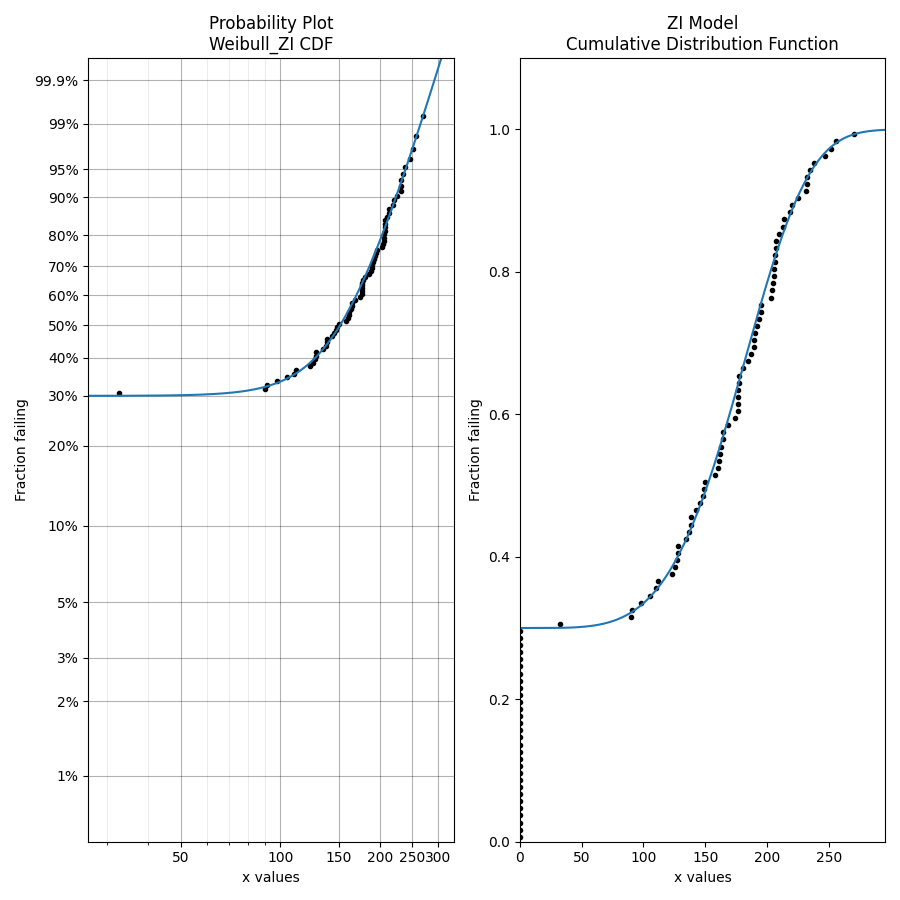 Probability Plot
Weibull_ZI CDF
99.9%
99%
95%
90%
80%
70%
60%
50%
40%
30%
20%
10%
5%
3%
2%
1%
Fraction failing
50 100 150 200 250 300
x values
ZI Model
Cumulative Distribution Function
1.0
0.8
0.6
0.4
0.2
0.0
Fraction failing
0 50 100 150 200 250
x values